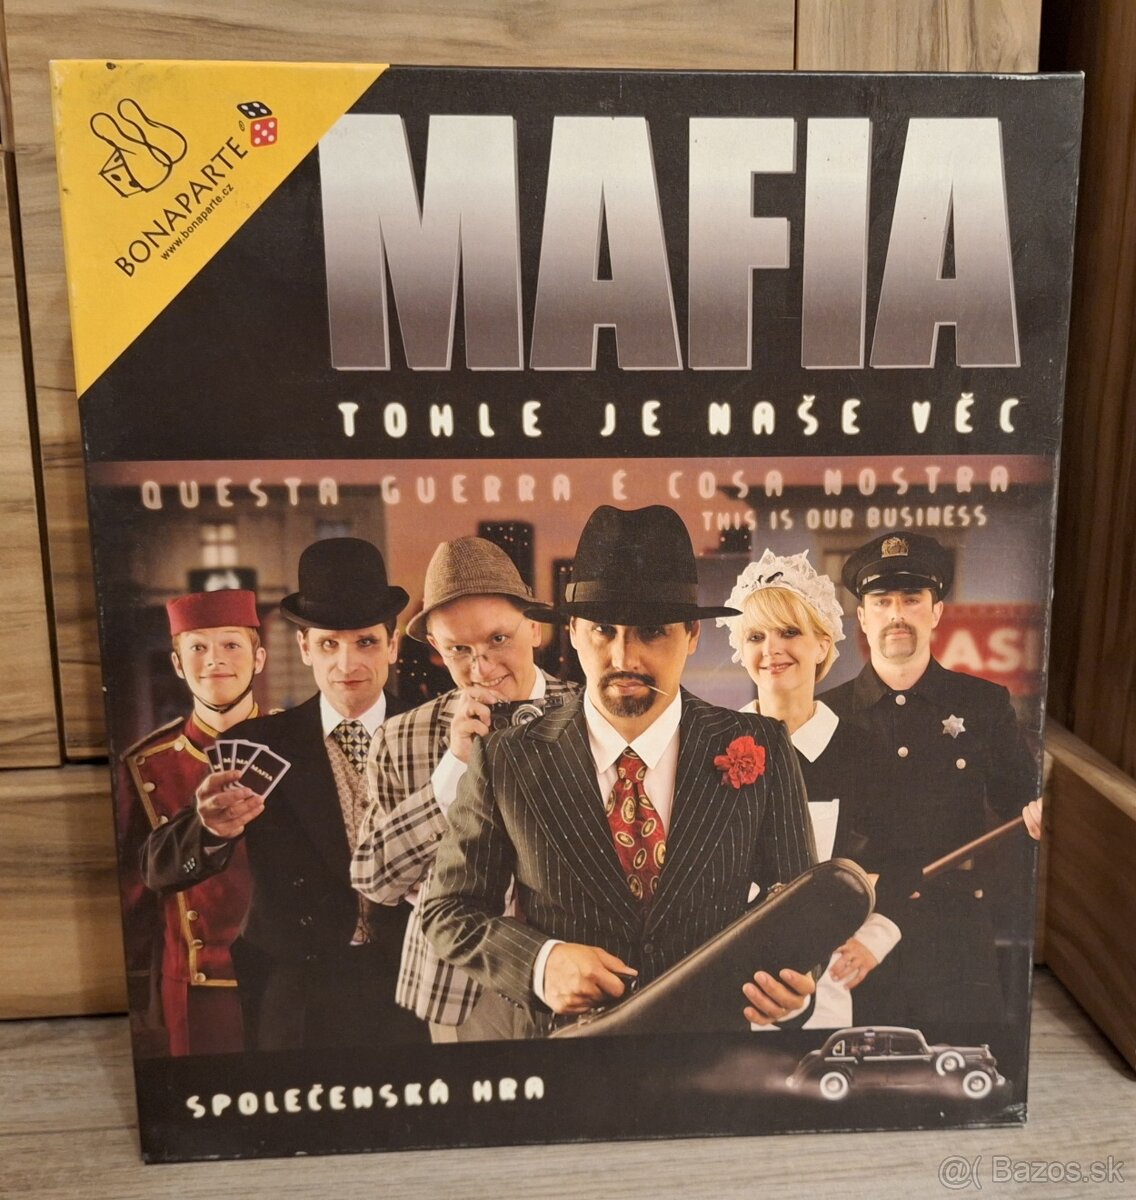 BONAPARTE®
www.bonaparte.cz
MAFIA
TOHLE JE NAŠE VĚC
QUESTA GUERRA É COSA NOSTRA
THIS IS OUR BUSINESS
ASI
MAFIA
SPOLEČENSKÁ HRA
@( Bazos.sk